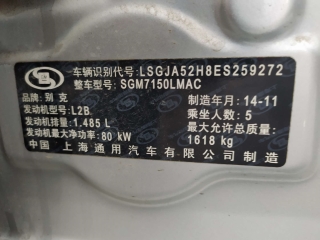 车辆识别代号: LSGJA52H8ES259272
整车型号: SGM7150LMAC
品牌: 别克
制造年月: 14-11
发动机型号: L2B
乘坐人数: 5
发动机排量: 1.485 L
最大允许总质量:
发动机最大净功率: 80 kW
1618 kg
中国 上海通用汽车有限公司制造